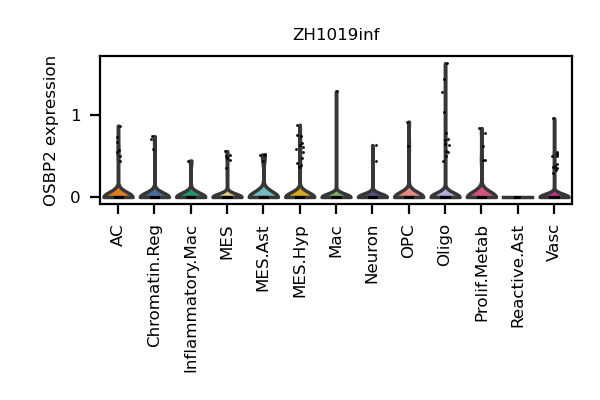 ZH1019inf
OSBP2 expression
1
0
AC
Chromatin.Reg
Inflammatory.Mac
MES
MES.Ast
MES.Hyp
Mac
Neuron
OPC
Oligo
Prolif.Metab
Reactive.Ast
Vasc